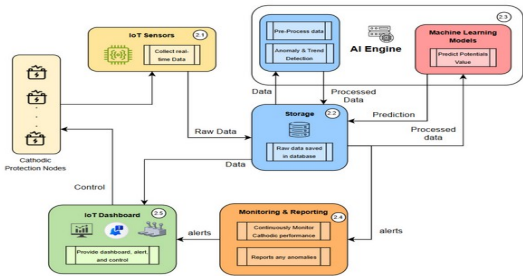 IoT Sensors
2.1
Collect real-
time Data
Pre-Process data
Anomaly & Trend
Detection
AI Engine
2.3
Machine Learning
Models
Predict Potentials
Value
Cathodic
Protection Nodes
Raw Data
Data
Processed
Data
Prediction
Processed
data
Storage
2.2
Raw data saved
in database
Data
Control
IoT Dashboard
2.5
Provide dashboard, alert,
and control
alerts
Monitoring & Reporting
2.4
Continuously Monitor
Cathodic performance
Reports any anomalies
alerts